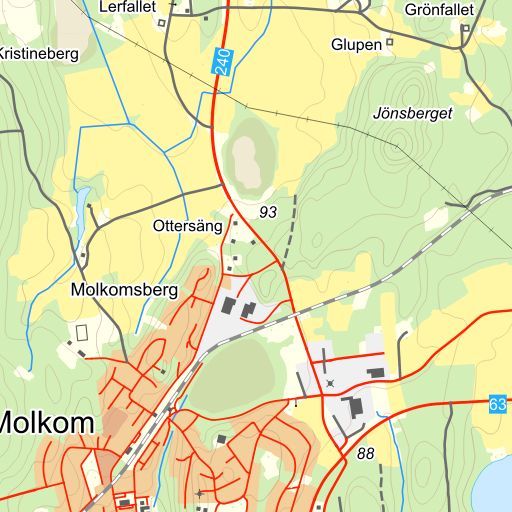 Lerfallet
Grönfallet
Kristineberg
Glupen
240
Jönsberget
93
Ottersäng
Molkomsberg
63
Molkom
88